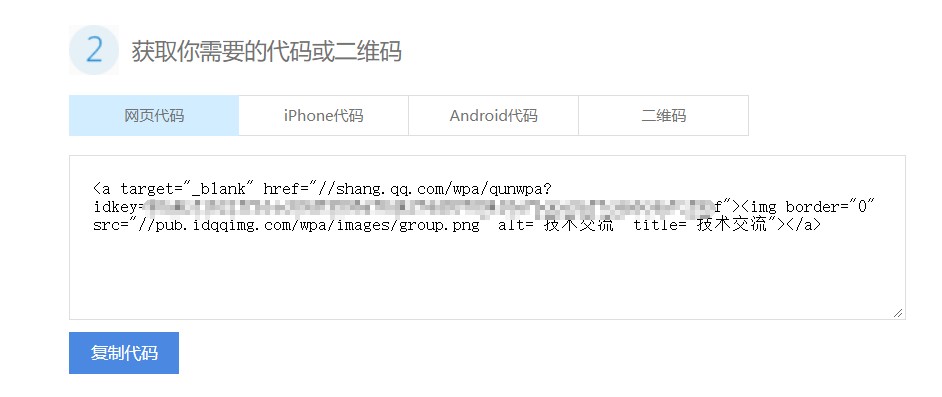 2 获取你需要的代码或二维码
网页代码 iPhone代码 Android代码 二维码
<a target="_blank" href="//shang.qq.com/wpa/qunwpa?
idkey= f"><img border="0"
src="//pub.idqqimg.com/wpa/images/group.png" alt="技术交流" title="技术交流"></a>
复制代码